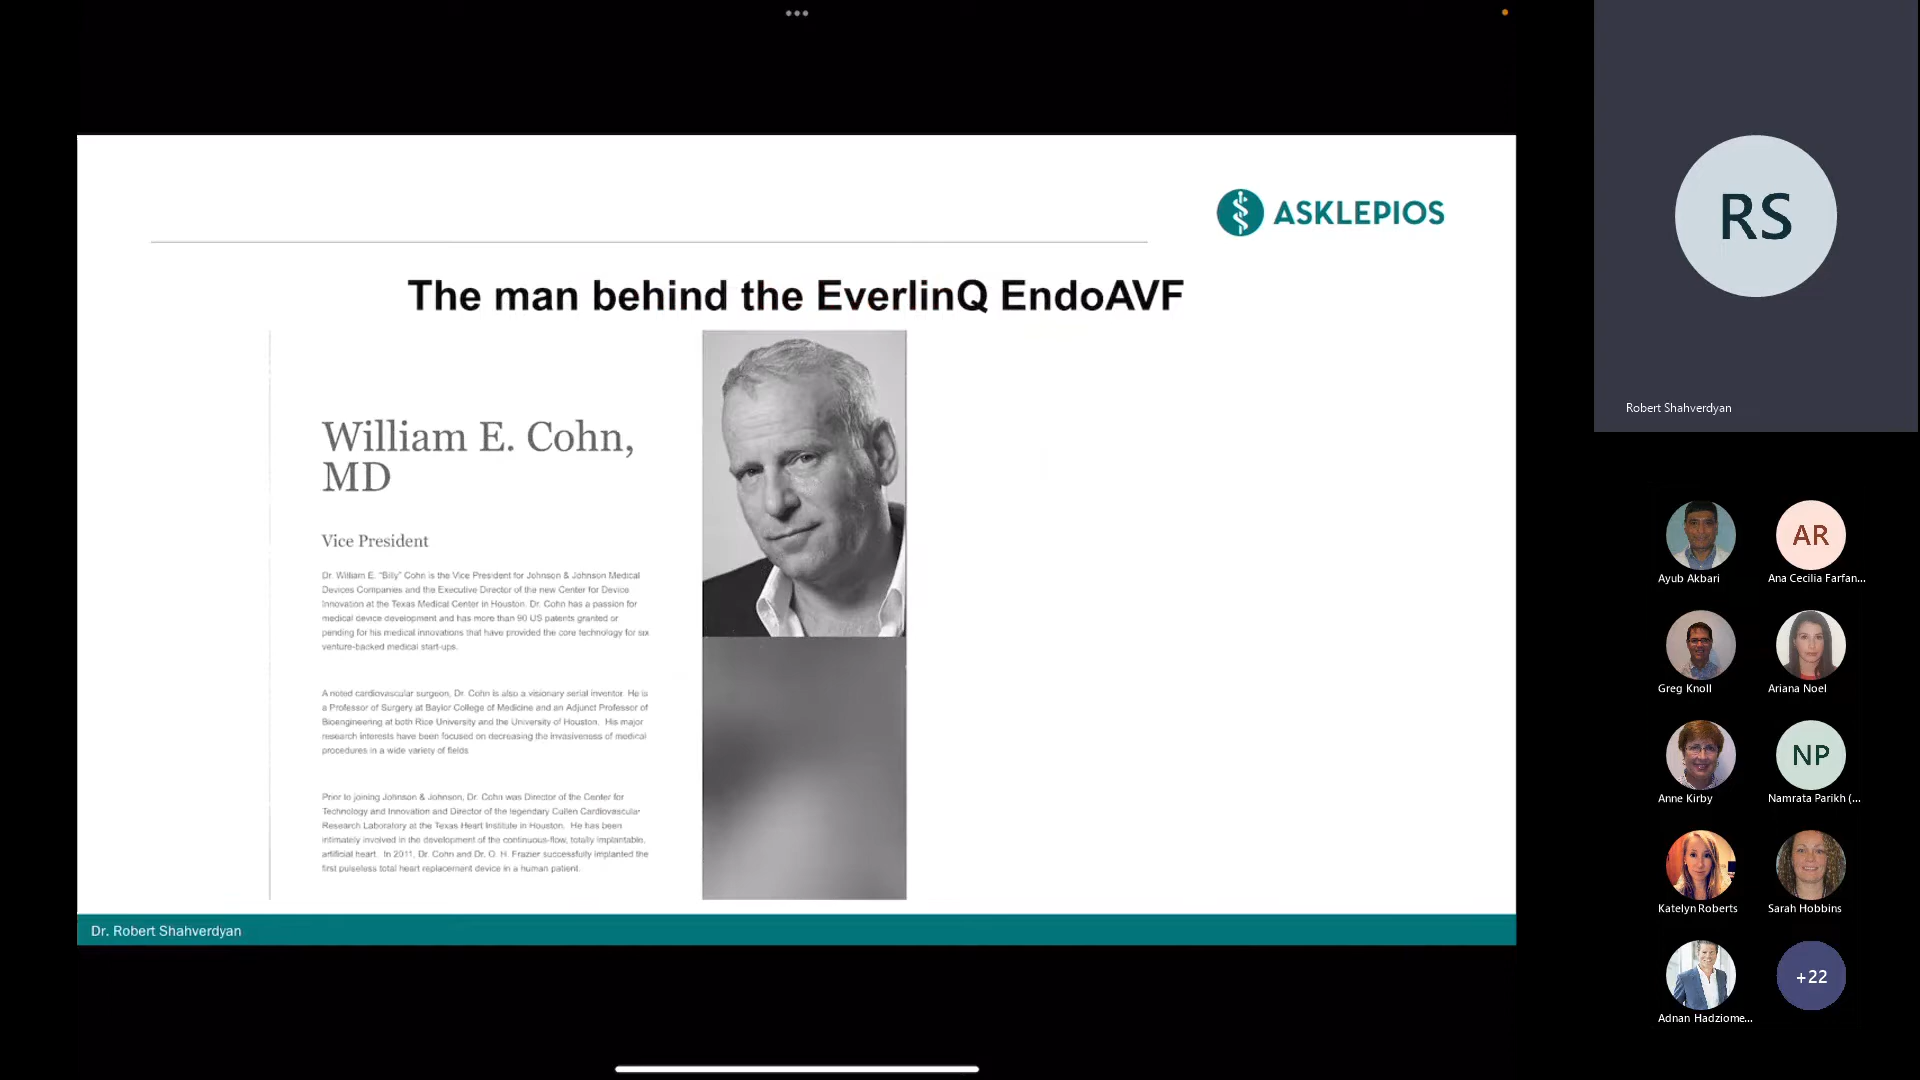 ASKLEPIOS
The man behind the EverlinQ EndoAVF
William E. Cohn,
MD
Vice President
Dr. William E. "Billy" Cohn is the Vice President for Johnson & Johnson Medical
Devices Companies and the Executive Director of the new Center for Device
Innovation at the Texas Medical Center in Houston. Dr. Cohn has a passion for
medical device development and has more than 90 US patents granted or
pending for his medical innovations that have provided the core technology for six
venture-backed medical start-ups.
A noted cardiovascular surgeon, Dr. Cohn is also a visionary serial inventor. He is
a Professor of Surgery at Baylor College of Medicine and an Adjunct Professor of
Bioengineering at both Rice University and the University of Houston. His major
research interests have been focused on decreasing the invasiveness of medical
procedures in a wide variety of fields.
Prior to joining Johnson & Johnson, Dr. Cohn was Director of the Center for
Technology and Innovation and Director of the legendary Cullen Cardiovascular
Research Laboratory at the Texas Heart Institute in Houston. He has been
intimately involved in the development of the continuous-flow, totally implantable,
artificial heart. In 2011, Dr. Cohn and Dr. O. H. Frazier successfully implanted the
first pulseless total heart replacement device in a human patient.
Dr. Robert Shahverdyan
RS
Robert Shahverdyan
AR
Ayub Akbari
Ana Cecilia Farfan...
Greg Knoll
Ariana Noel
NP
Anne Kirby
Namrata Parikh (...
Katelyn Roberts
Sarah Hobbins
+22
Adnan Hadziome...